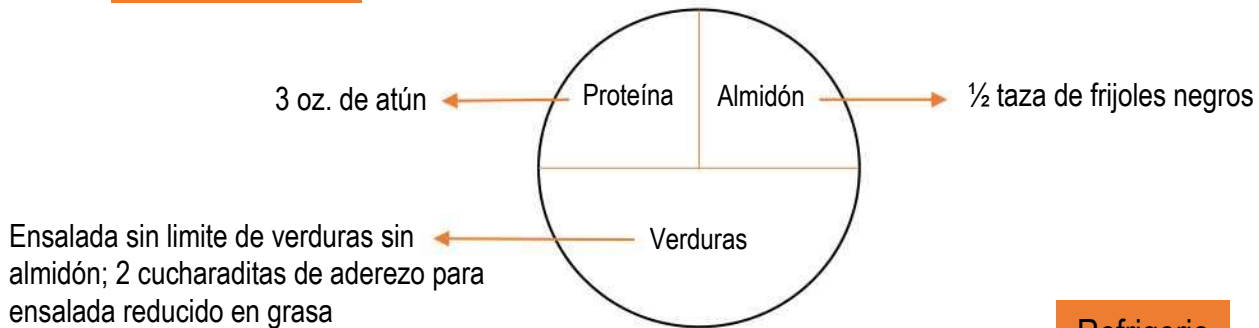 3 oz. de atún
Proteína
Almidón
½ taza de frijoles negros
Verduras
Ensalada sin limite de verduras sin
almidón; 2 cucharaditas de aderezo para
ensalada reducido en grasa
Refrigerio